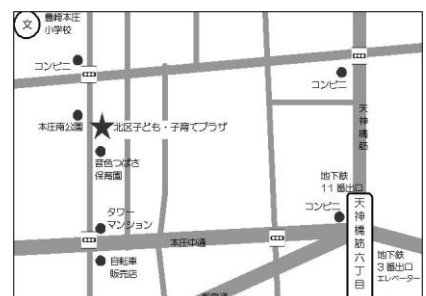 文
豊崎本庄
小学校
コンビニ
コンビニ
本庄南公園
北区子ども・子育てプラザ
音色つばさ
保育園
天神橋筋
地下鉄
11番出口
タワー
マンション
コンビニ
本庄中通
天神橋筋六丁目
地下鉄
3番出口
エレベーター
自転車
販売店